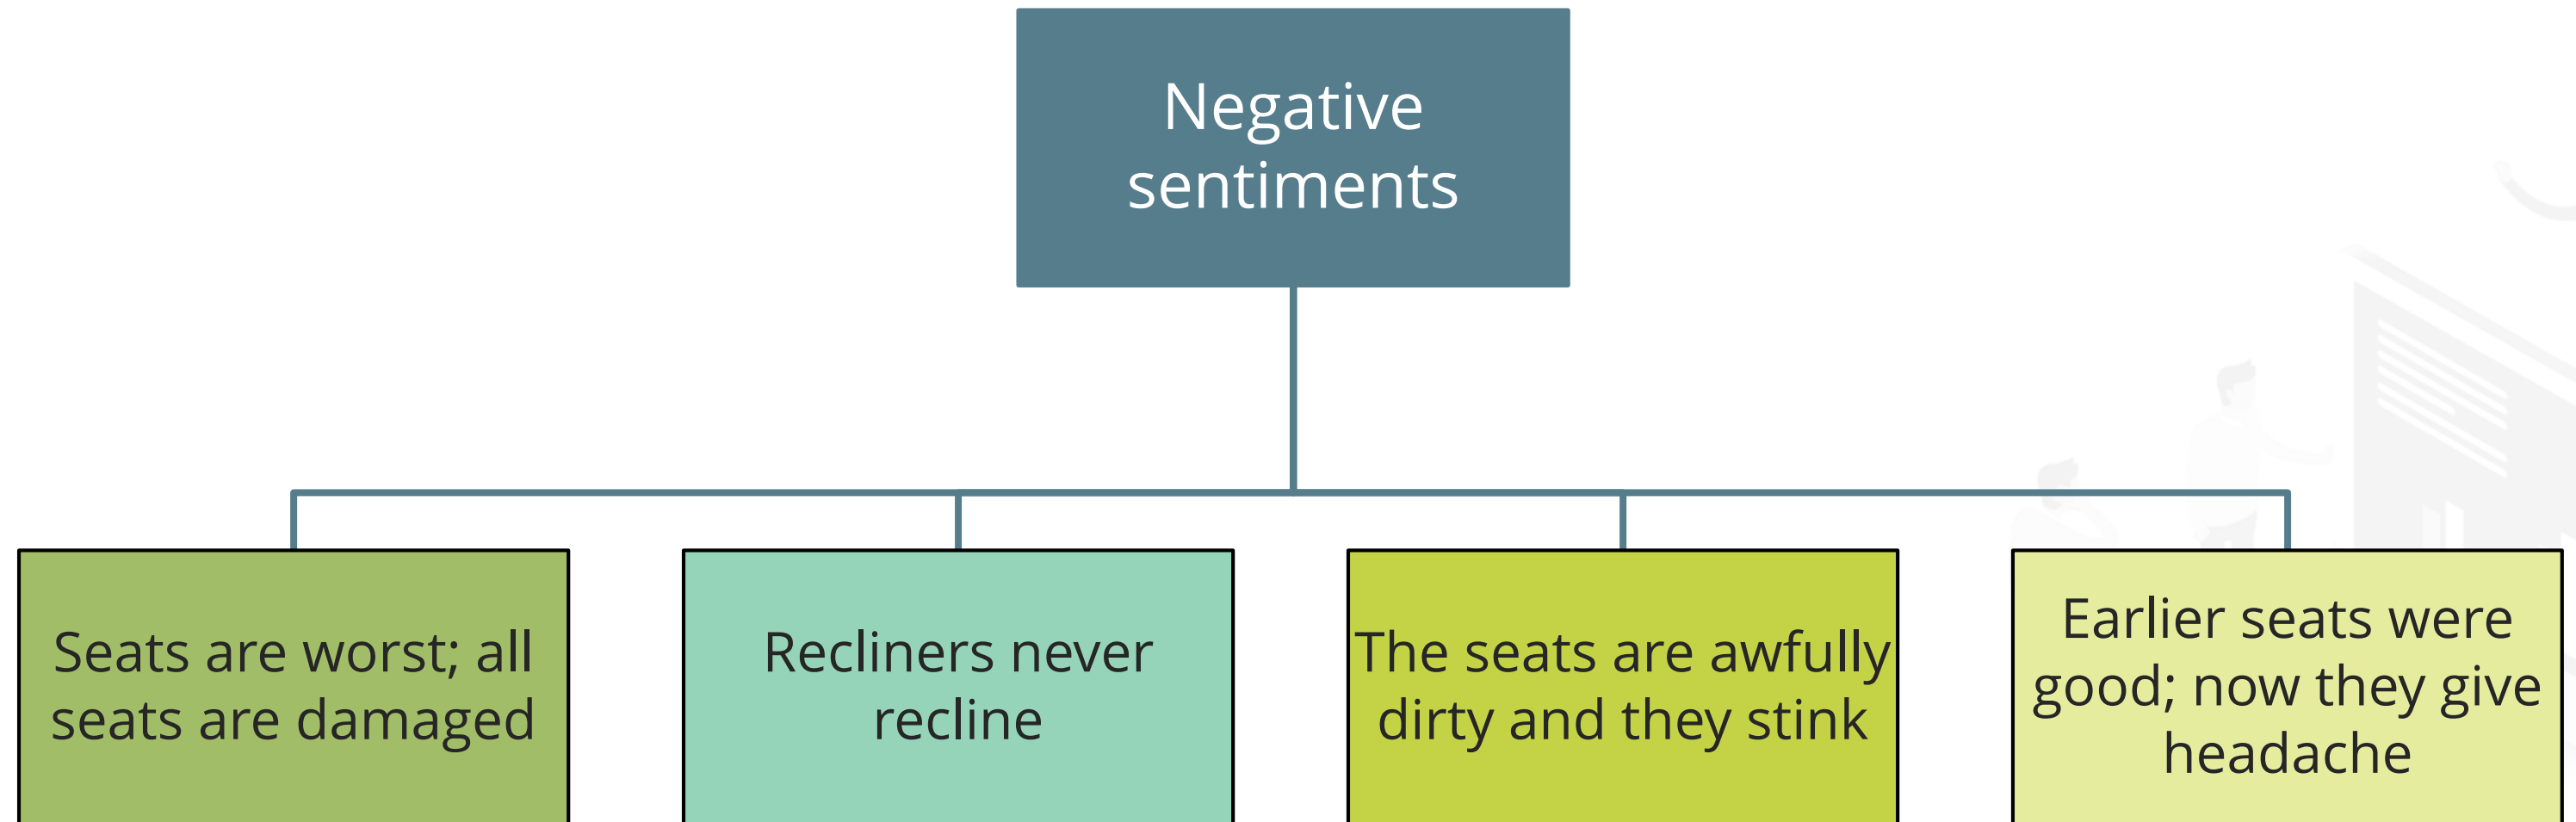 Negative
sentiments
Seats are worst; all
seats are damaged
Recliners never
recline
The seats are awfully
dirty and they stink
Earlier seats were
good; now they give
headache